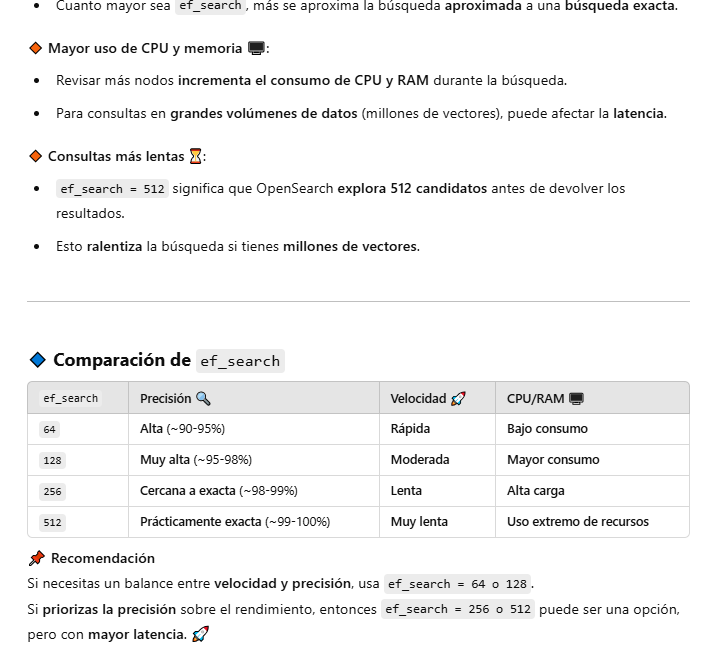 Cuanto mayor sea ef_search, más se aproxima la búsqueda aproximada a una búsqueda exacta.
Mayor uso de CPU y memoria 🖥️:
Revisar más nodos incrementa el consumo de CPU y RAM durante la búsqueda.
Para consultas en grandes volúmenes de datos (millones de vectores), puede afectar la latencia.
Consultas más lentas ⏳:
ef_search = 512 significa que OpenSearch explora 512 candidatos antes de devolver los
resultados.
Esto ralentiza la búsqueda si tienes millones de vectores.
Comparación de ef_search
ef_search Precisión 🔍 Velocidad 🚀 CPU/RAM 🖥️
64 Alta (~90-95%) Rápida Bajo consumo
128 Muy alta (~95-98%) Moderada Mayor consumo
256 Cercana a exacta (~98-99%) Lenta Alta carga
512 Prácticamente exacta (~99-100%) Muy lenta Uso extremo de recursos
📌 Recomendación
Si necesitas un balance entre velocidad y precisión, usa ef_search = 64 o 128.
Si priorizas la precisión sobre el rendimiento, entonces ef_search = 256 o 512 puede ser una opción,
pero con mayor latencia. 🚀